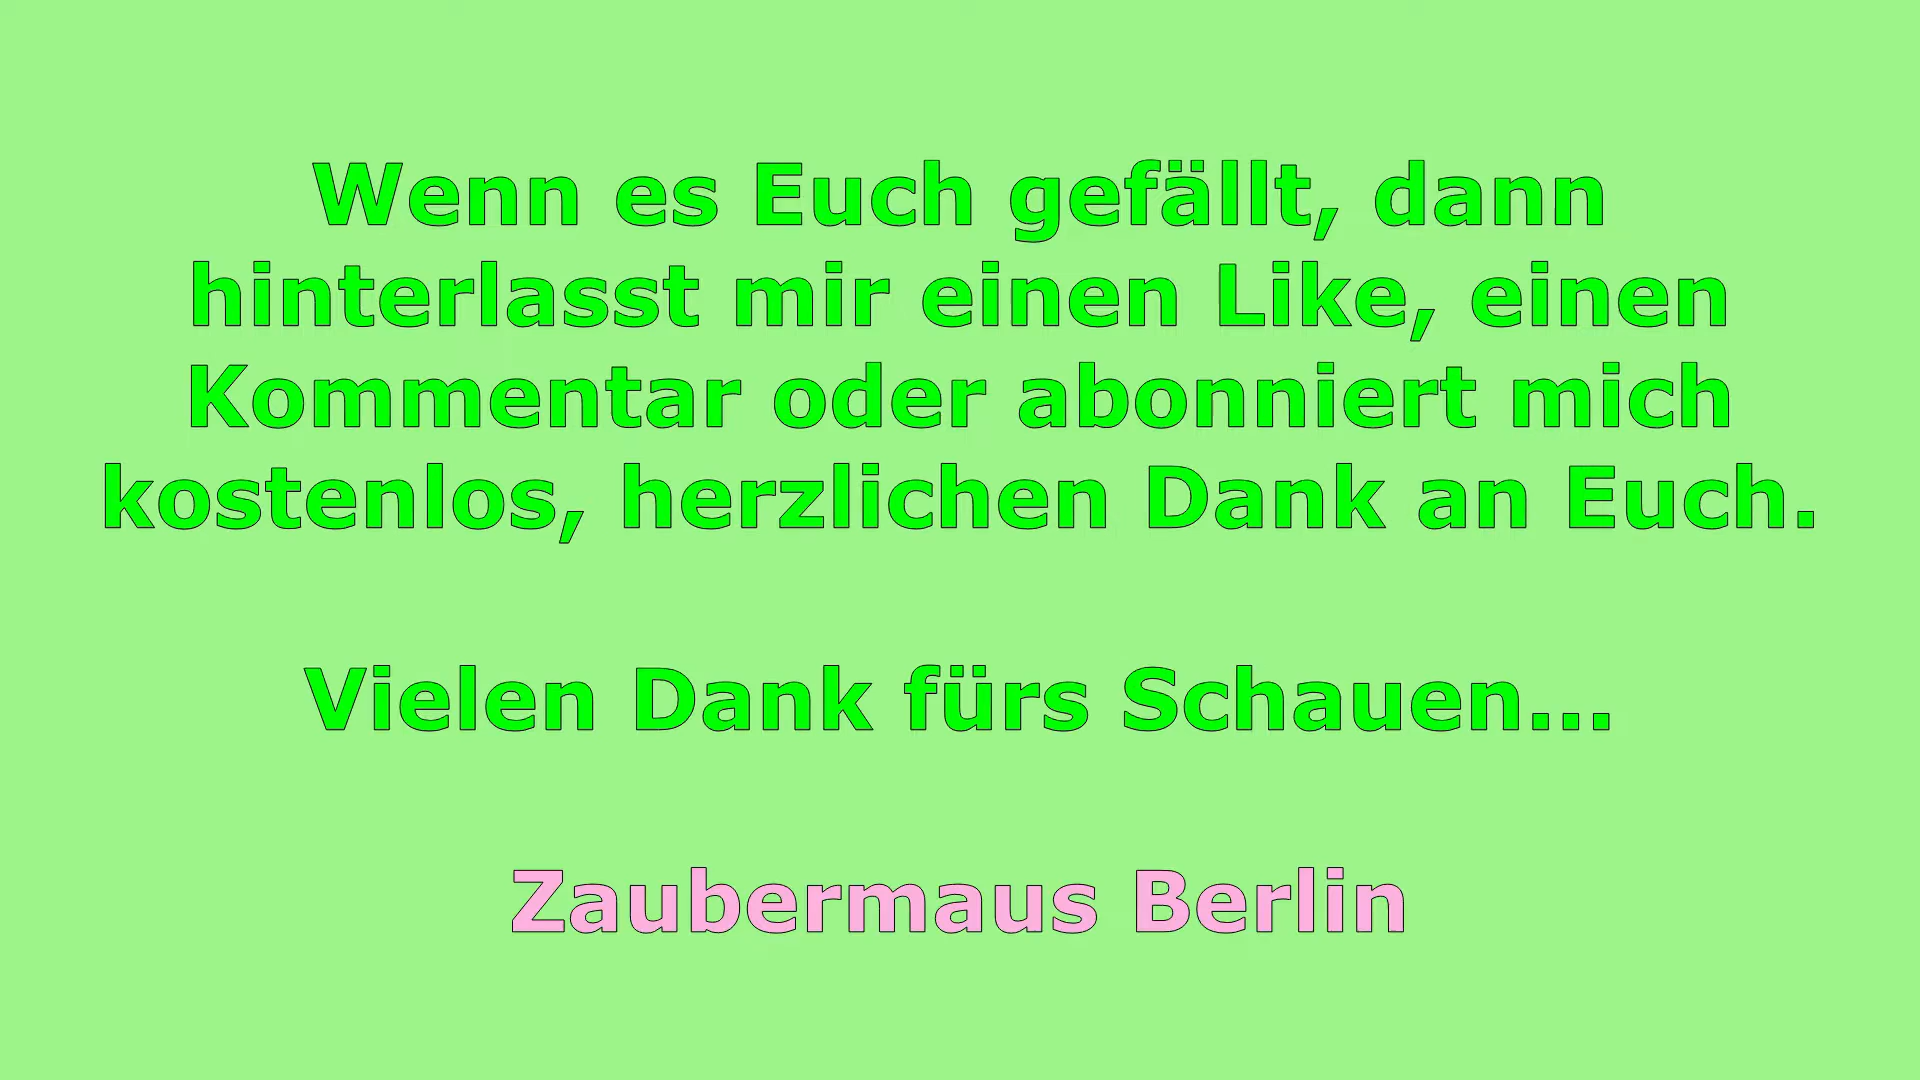 Wenn es Euch gefällt, dann
hinterlasst mir einen Like, einen
Kommentar oder abonniert mich
kostenlos, herzlichen Dank an Euch.
Vielen Dank fürs Schauen...
Zaubermaus Berlin